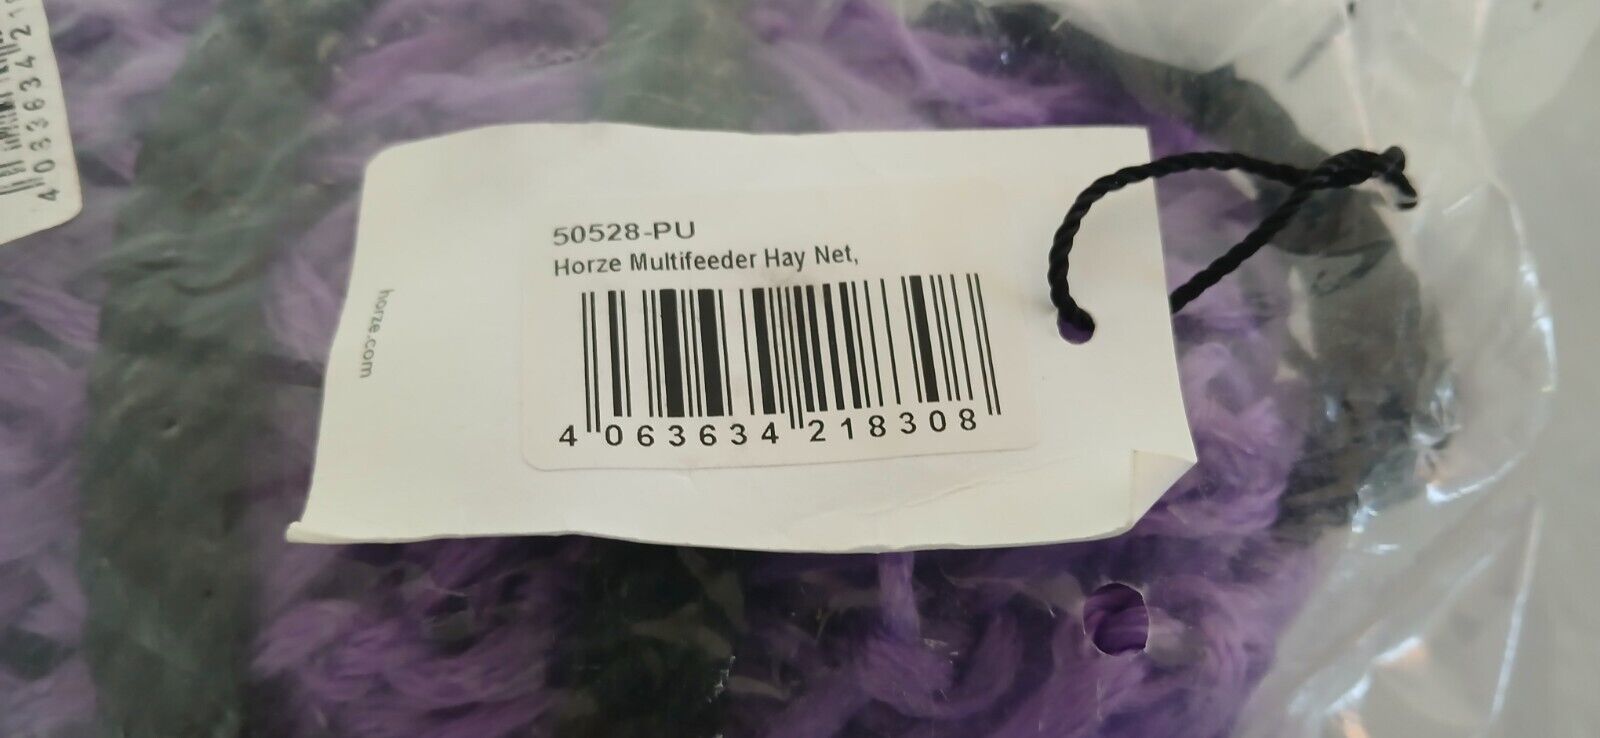 50528-PU
Horze Multifeeder Hay Net,
4 063634 218308
horze.com